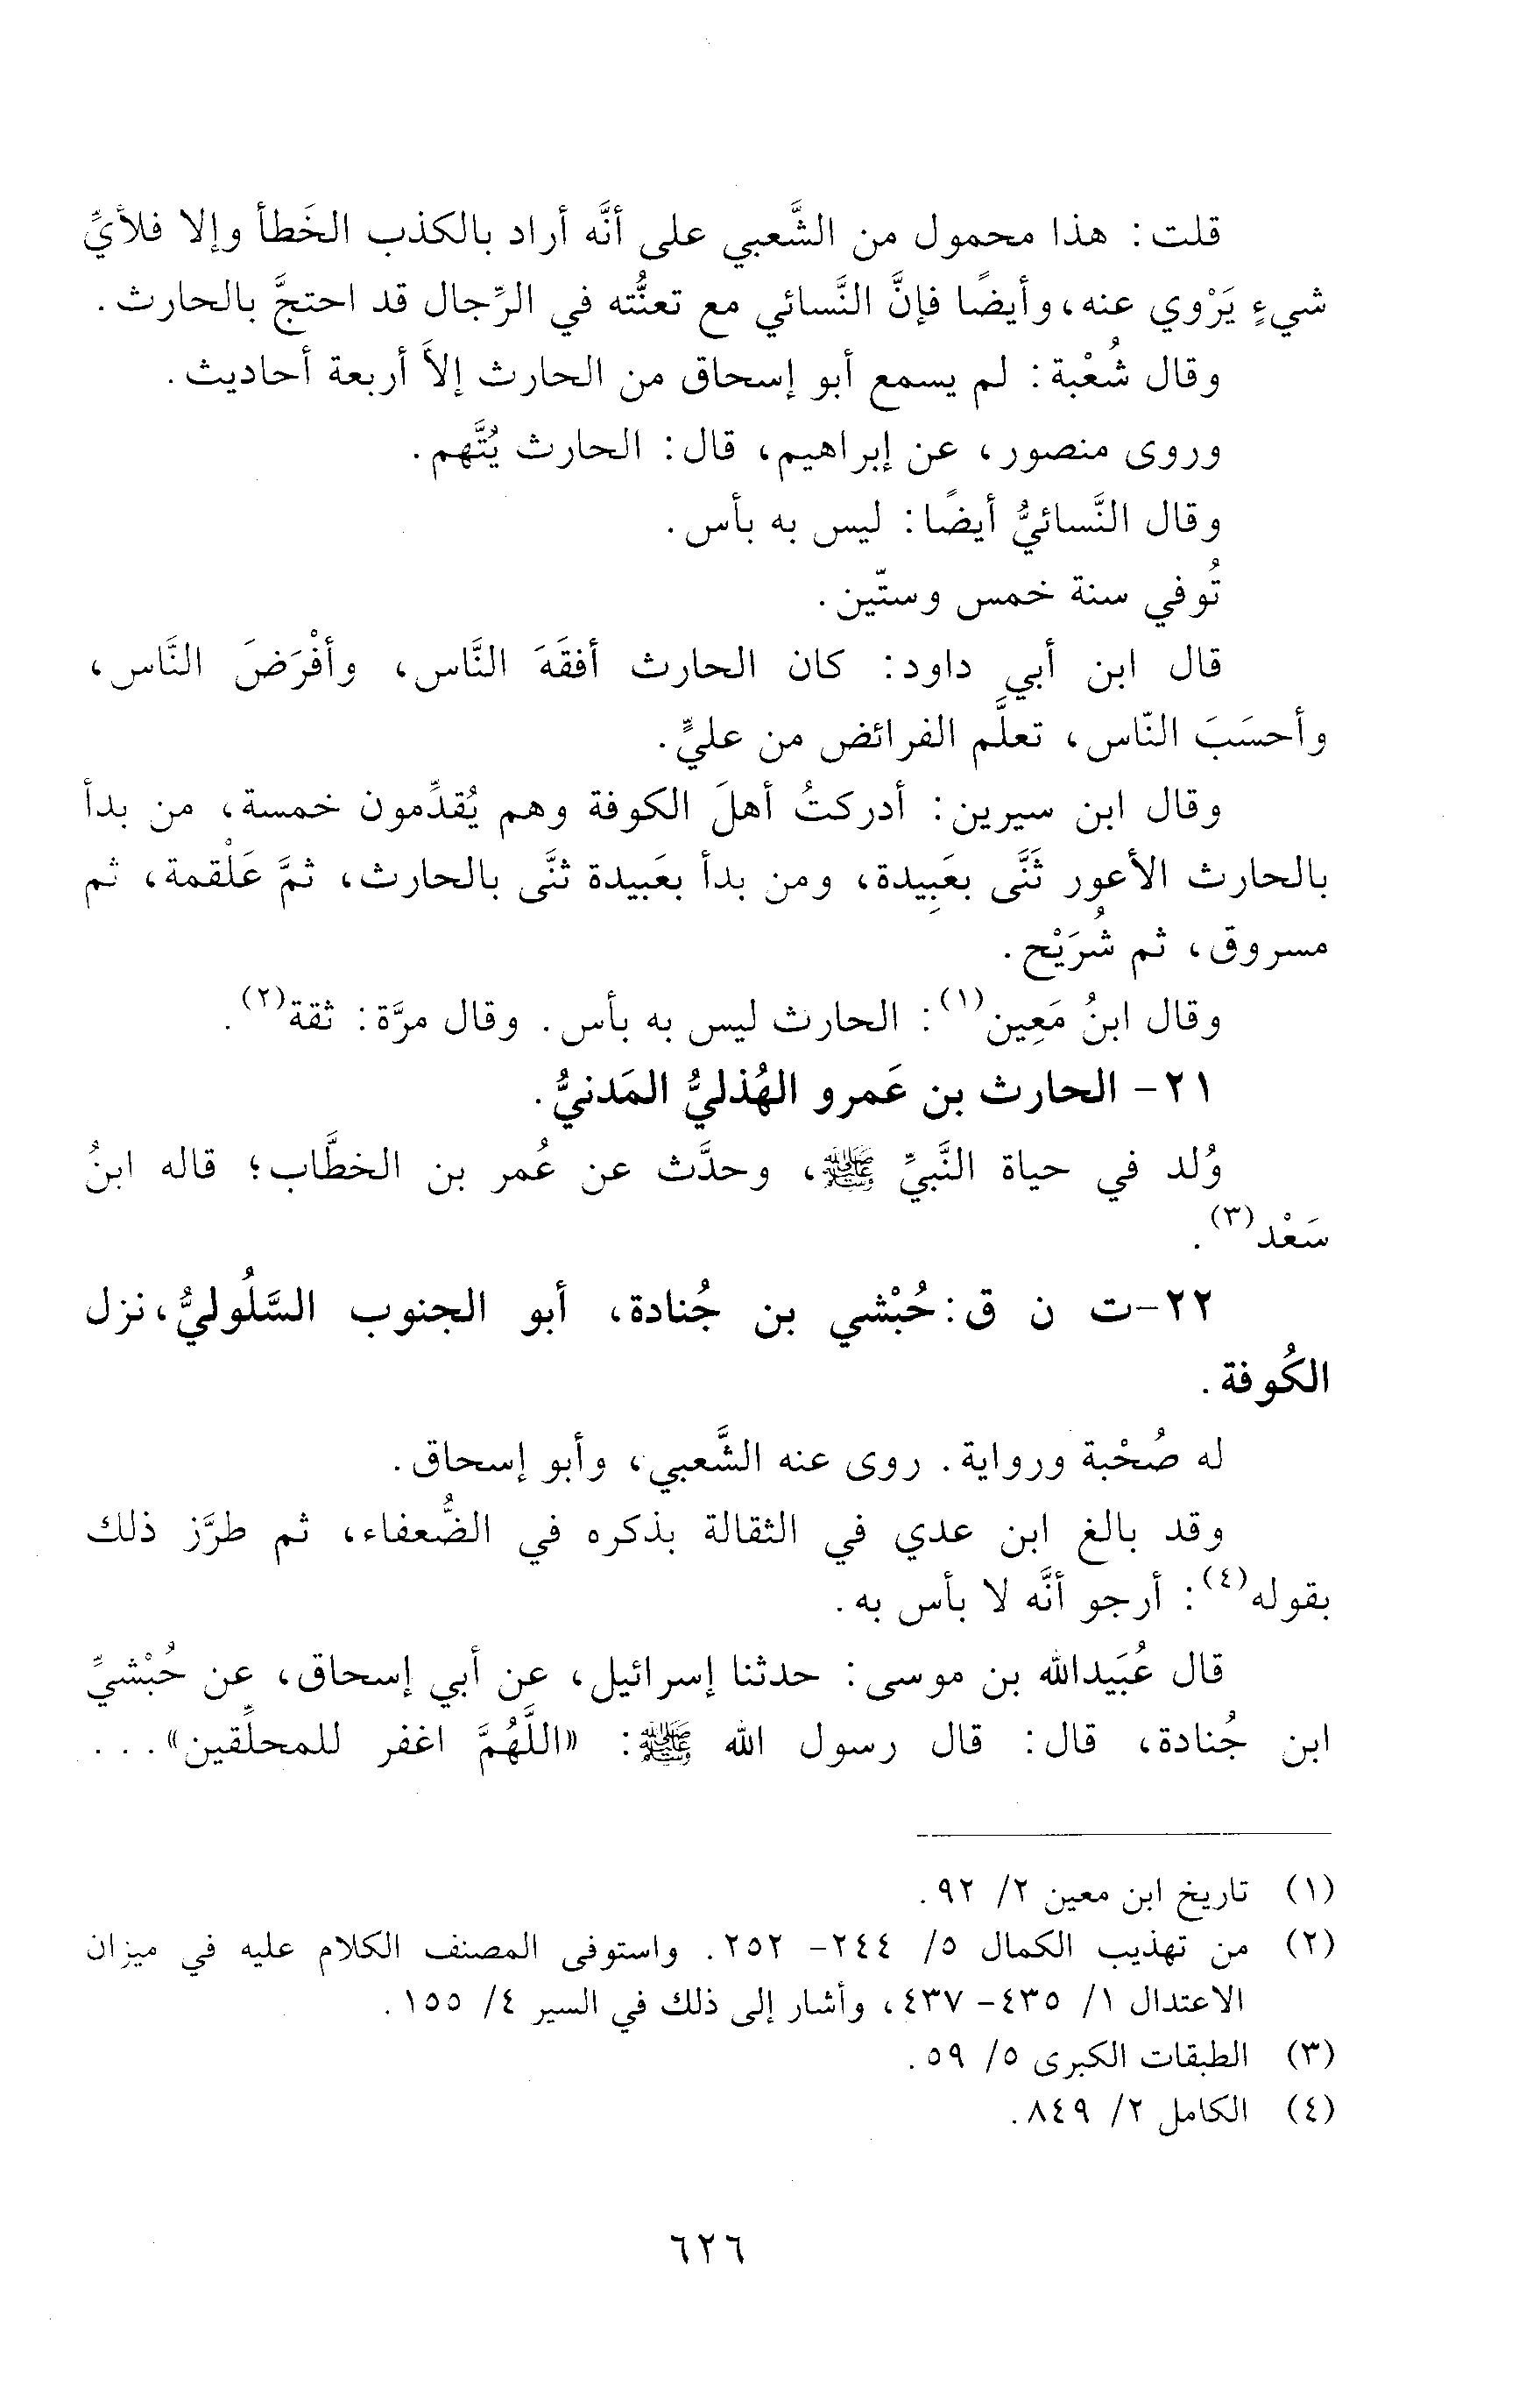 قلت: هذا محمول من الشَّعبي على أنَّه أراد بالكذب الخَطأ وإلا فلأيِّ
شيءٍ يَرْوي عنه، وأيضًا فإنَّ النَّسائي مع تعنُّته في الرِّجال قد احتجَّ بالحارث.
وقال شُعْبة: لم يسمع أبو إسحاق من الحارث إلاَّ أربعة أحاديث.
وروى منصور، عن إبراهيم، قال: الحارث يُتَّهم.
وقال النَّسائيُّ أيضًا: ليس به بأس.
تُوفي سنة خمس وستّين.
قال ابن أبي داود: كان الحارث أفقَهَ النَّاس، وأفْرَضَ النَّاس،
وأحسَبَ النّاس، تعلَّم الفرائض من عليٍّ.
وقال ابن سيرين: أدركتُ أهلَ الكوفة وهم يُقدِّمون خمسة، من بدأ
بالحارث الأعور ثَنَّى بعَبِيدة، ومن بدأ بعَبيدة ثنَّى بالحارث، ثمَّ عَلْقمة، ثم
مسروق، ثم شُرَيْح.
وقال ابنُ مَعِين(١): الحارث ليس به بأس. وقال مرَّة: ثقة(٢).
٢١- الحارث بن عَمرو الهُذليُّ المَدنيُّ.
وُلد في حياة النَّبيِّ ﷺ، وحدَّث عن عُمر بن الخطَّاب؛ قاله ابنُ
سَعْد(٣).
٢٢-ت ن ق: حُبْشي بن جُنادة، أبو الجنوب السَّلُوليُّ، نزل
الكُوفة.
له صُحْبة ورواية. روى عنه الشَّعبي، وأبو إسحاق.
وقد بالغ ابن عدي في الثقالة بذكره في الضُّعفاء، ثم طرَّز ذلك
بقوله(٤): أرجو أنَّه لا بأس به.
قال عُبَيدالله بن موسى: حدثنا إسرائيل، عن أبي إسحاق، عن حُبْشيِّ
ابن جُنادة، قال: قال رسول الله ﷺ: «اللَّهُمَّ اغفر للمحلِّقين»...
(١) تاريخ ابن معين ٢/ ٩٢.
(٢) من تهذيب الكمال ٥/ ٢٤٤- ٢٥٢. واستوفى المصنف الكلام عليه في ميزان
الاعتدال ١/ ٤٣٥- ٤٣٧، وأشار إلى ذلك في السير ٤/ ١٥٥.
(٣) الطبقات الكبرى ٥/ ٥٩.
(٤) الكامل ٢/ ٨٤٩.
٦٢٦